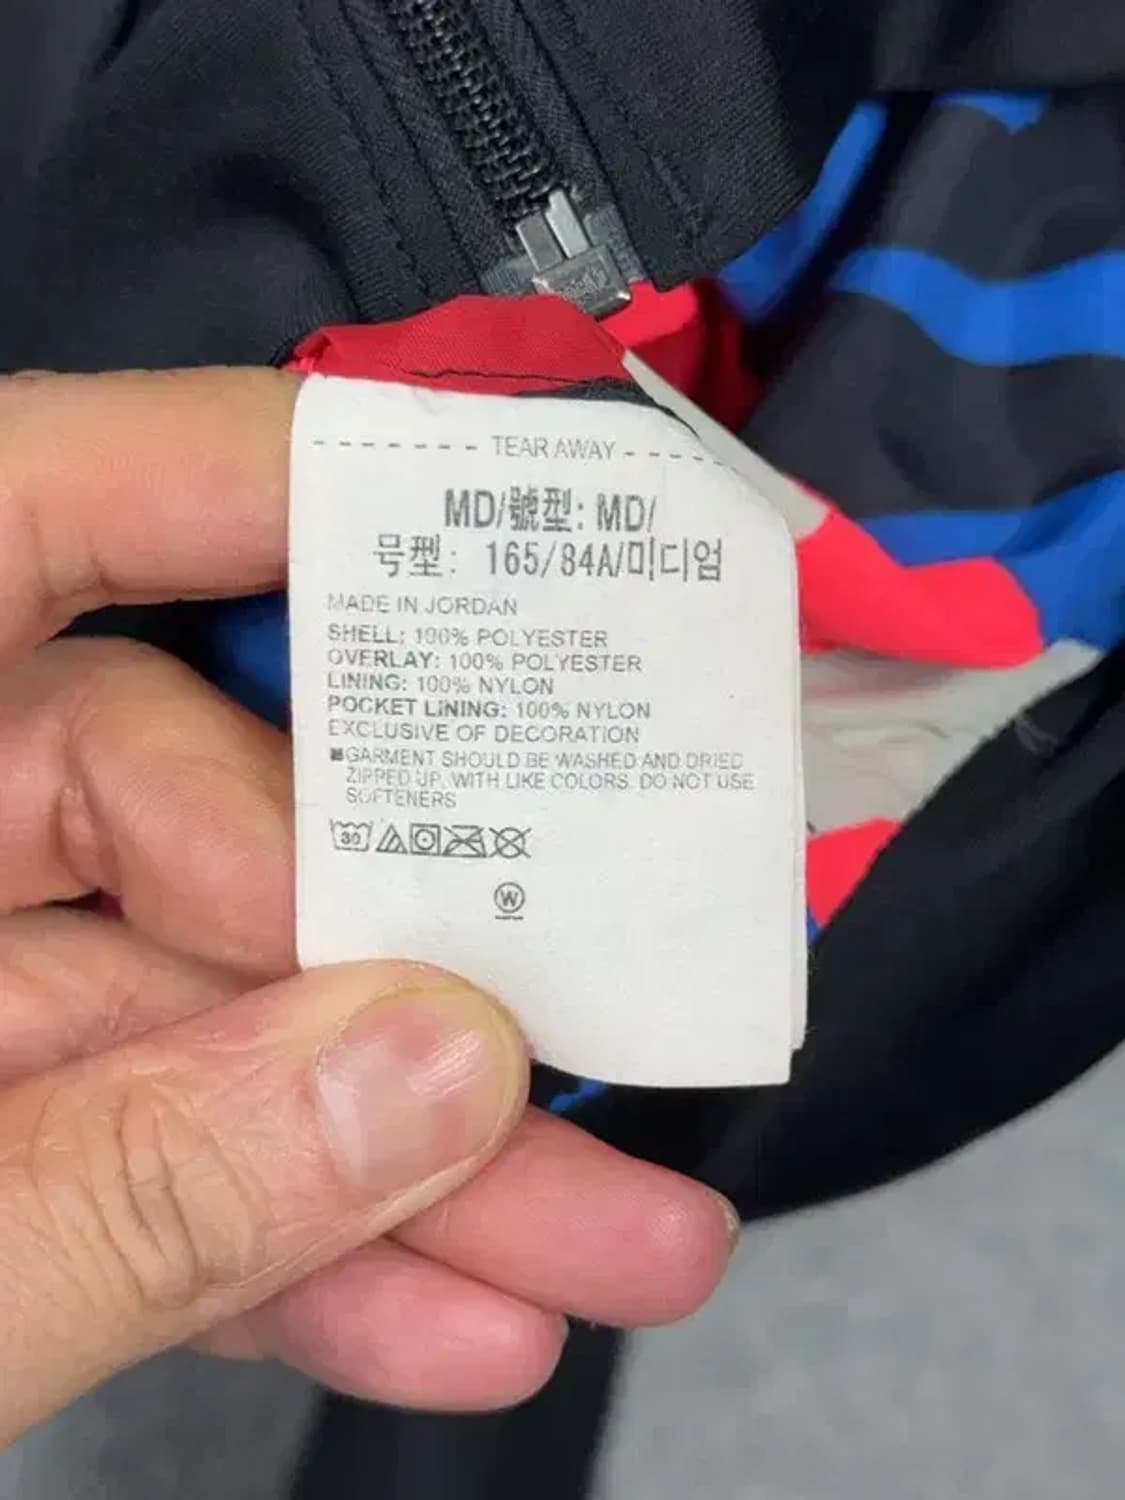 - - - - - - - TEAR AWAY - - - - -
MD/號型: MD/
号型: 165/84A/미디엄
MADE IN JORDAN
SHELL: 100% POLYESTER
OVERLAY: 100% POLYESTER
LINING: 100% NYLON
POCKET LINING: 100% NYLON
EXCLUSIVE OF DECORATION
■GARMENT SHOULD BE WASHED AND DRIED
ZIPPED UP. WITH LIKE COLORS. DO NOT USE
SOFTENERS
30
W